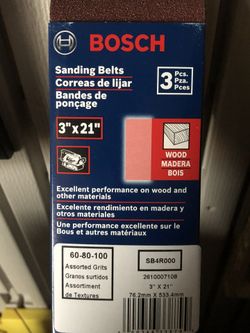 BOSCH
Sanding Belts
Correas de lijar
Bandes de
ponçage
3 Pcs.
Pza.
Pces
3"x21"
WOOD
MADERA
BOIS
Excellent performance on wood and
other materials
Excelente rendimiento en madera y
otros materiales
Une performance excellente sur le
Bois et d'autres matériaux
60-80-100
Assorted Grits
Granos surtidos
Assortiment
de Textures
SB4R000
2610007108
3" X 21"
76.2mm X 533.4mm